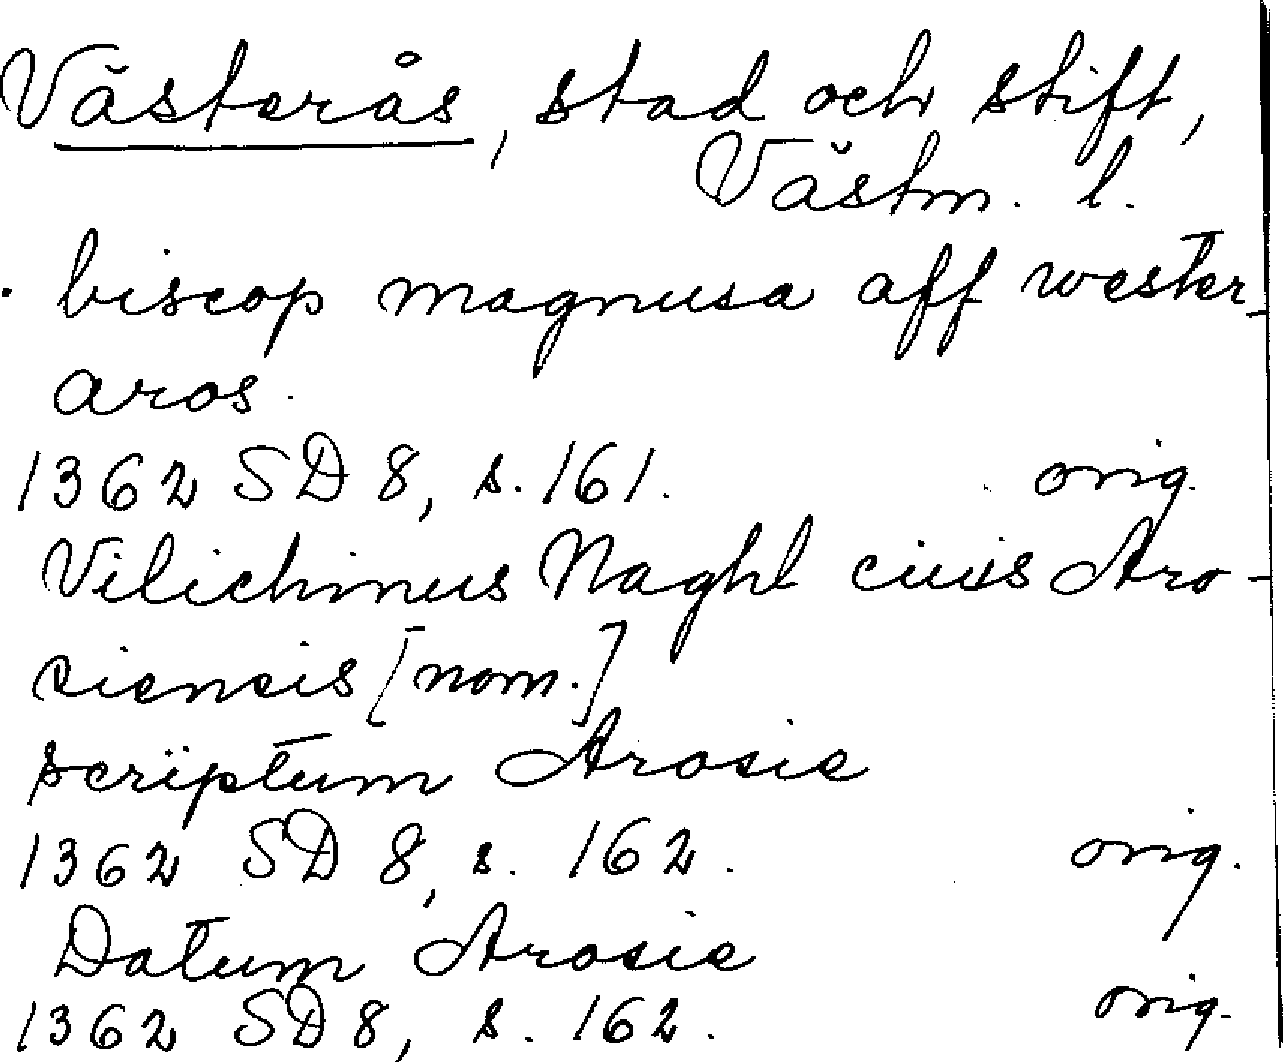 Västerås, stad och stift,
Västm. l.
biscop magnusa aff wester-
aros.
1362 SD 8, s. 161. orig.
Vilichinus Naghl ciuis Aro-
siensis [nom.]
scriptum Arosie
1362 SD 8, s. 162. orig.
Datum Arosie
1362 SD 8, s. 162. orig.